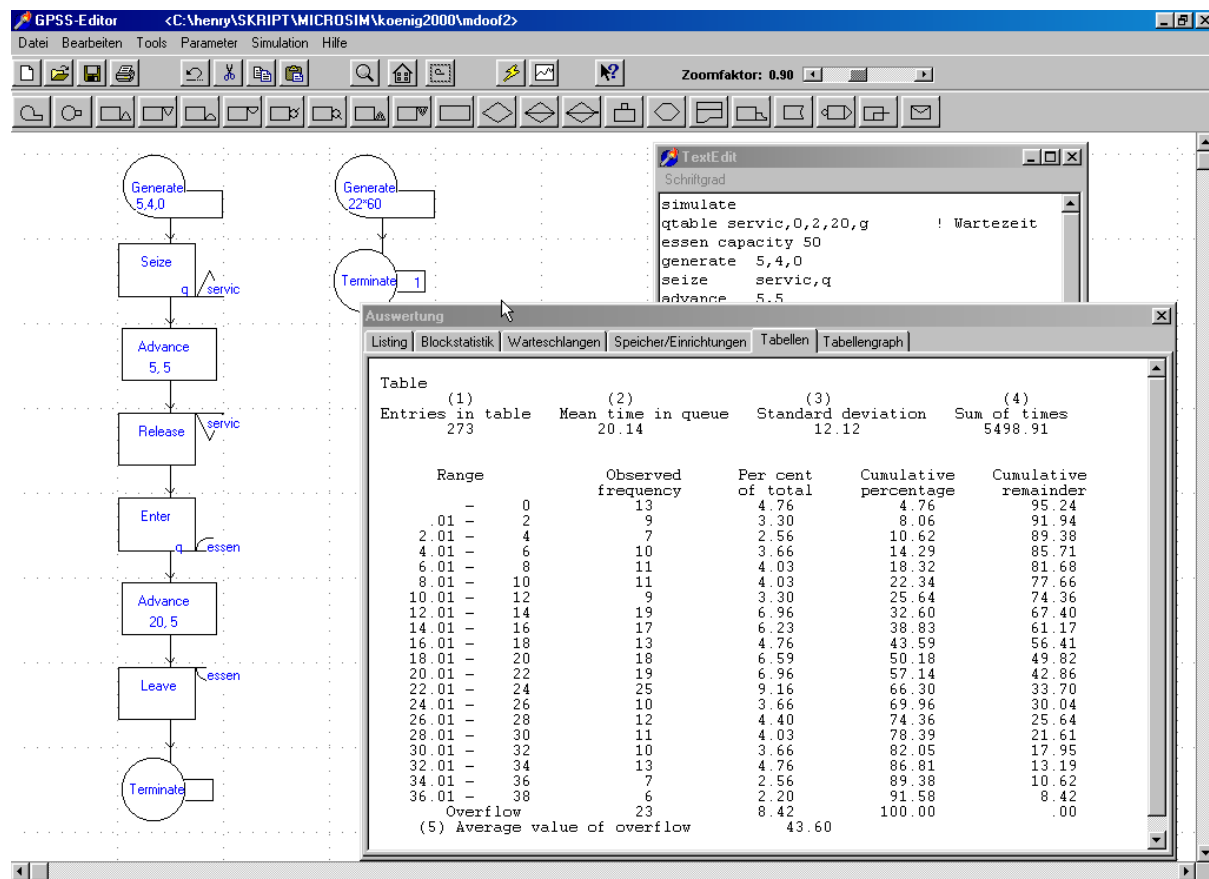 GPSS-Editor <C:\henry\SKRIPT\MICROSIM\koenig2000\mdoof2>
Datei Bearbeiten Tools Parameter Simulation Hilfe
Zoomfaktor: 0.90
Generate
5,4,0
Seize
q servic
Advance
5, 5
Release
servic
Enter
q essen
Advance
20, 5
Leave
essen
Terminate
Generate
22*60
Terminate 1
TextEdit
Schriftgrad
simulate
qtable servic,0,2,20,g ! Wartezeit
essen capacity 50
generate 5,4,0
seize servic,q
advance 5,5
Auswertung
Listing Blockstatistik Warteschlangen Speicher/Einrichtungen Tabellen Tabellengraph
Table
(1) (2) (3) (4)
Entries in table Mean time in queue Standard deviation Sum of times
273 20.14 12.12 5498.91
Range Observed Per cent Cumulative Cumulative
frequency of total percentage remainder
– 0 13 4.76 4.76 95.24
.01 – 2 9 3.30 8.06 91.94
2.01 – 4 7 2.56 10.62 89.38
4.01 – 6 10 3.66 14.29 85.71
6.01 – 8 11 4.03 18.32 81.68
8.01 – 10 11 4.03 22.34 77.66
10.01 – 12 9 3.30 25.64 74.36
12.01 – 14 19 6.96 32.60 67.40
14.01 – 16 17 6.23 38.83 61.17
16.01 – 18 13 4.76 43.59 56.41
18.01 – 20 18 6.59 50.18 49.82
20.01 – 22 19 6.96 57.14 42.86
22.01 – 24 25 9.16 66.30 33.70
24.01 – 26 10 3.66 69.96 30.04
26.01 – 28 12 4.40 74.36 25.64
28.01 – 30 11 4.03 78.39 21.61
30.01 – 32 10 3.66 82.05 17.95
32.01 – 34 13 4.76 86.81 13.19
34.01 – 36 7 2.56 89.38 10.62
36.01 – 38 6 2.20 91.58 8.42
Overflow 23 8.42 100.00 .00
(5) Average value of overflow 43.60